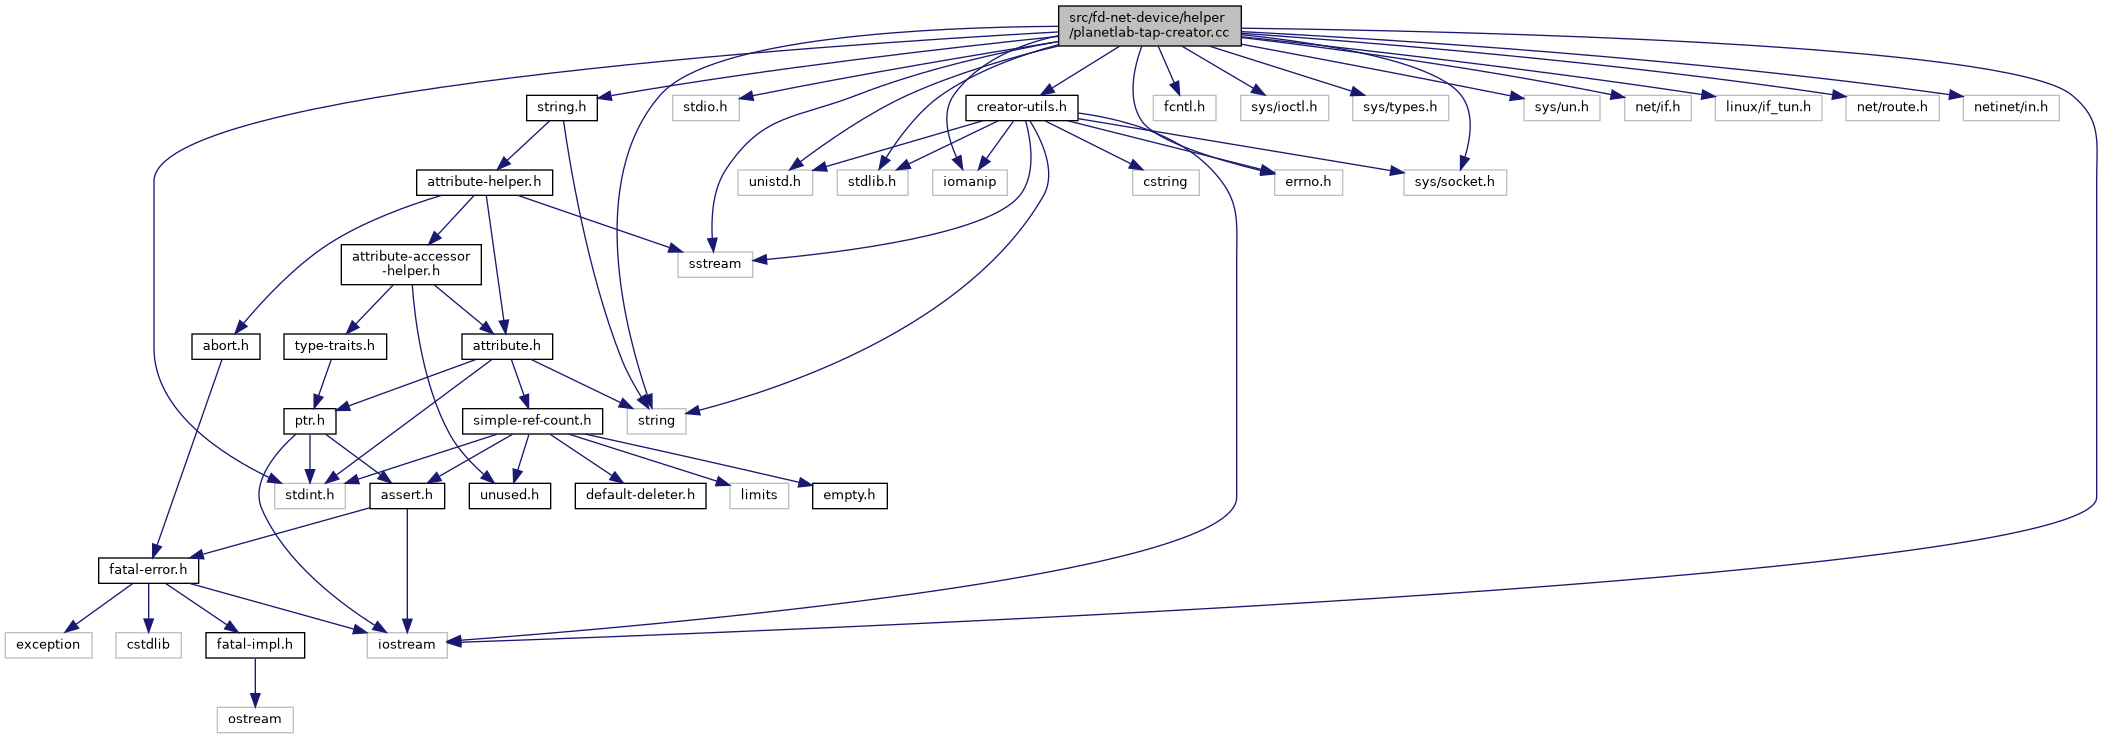 src/fd-net-device/helper
/planetlab-tap-creator.cc
string.h
stdio.h
creator-utils.h
fcntl.h
sys/ioctl.h
sys/types.h
sys/un.h
net/if.h
linux/if_tun.h
net/route.h
netinet/in.h
attribute-helper.h
unistd.h
stdlib.h
iomanip
cstring
errno.h
sys/socket.h
attribute-accessor
-helper.h
sstream
abort.h
type-traits.h
attribute.h
ptr.h
simple-ref-count.h
string
stdint.h
assert.h
unused.h
default-deleter.h
limits
empty.h
fatal-error.h
exception
cstdlib
fatal-impl.h
iostream
ostream